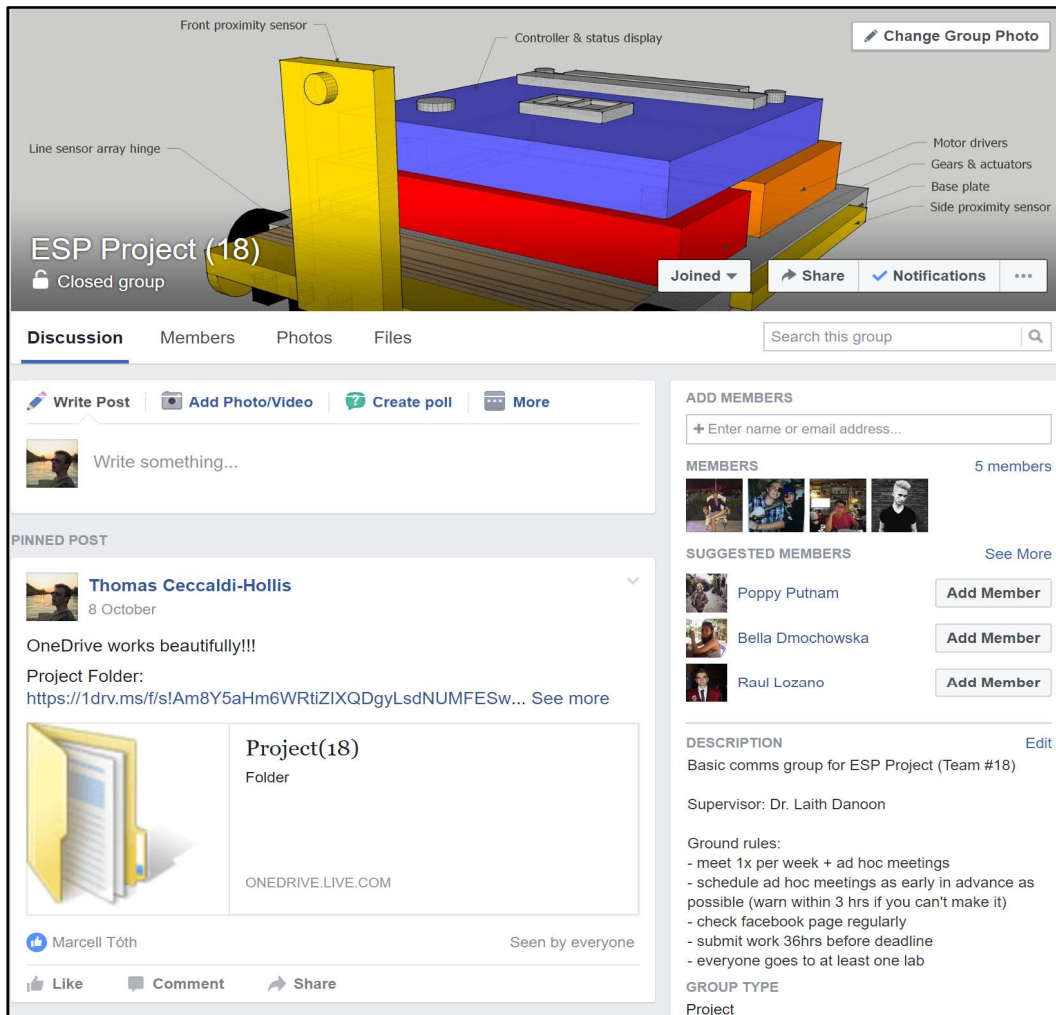 Front proximity sensor
Controller & status display
Change Group Photo
Line sensor array hinge
Motor drivers
Gears & actuators
Base plate
Side proximity sensor
ESP Project (18)
Closed group
Joined
Share
Notifications
Discussion
Members
Photos
Files
Search this group
Write Post
Add Photo/Video
Create poll
More
Write something...
PINNED POST
Thomas Ceccaldi-Hollis
8 October
OneDrive works beautifully!!!
Project Folder:
https://1drv.ms/f/s!Am8Y5aHm6WRtiZIXQDgyLsdNUMFESw... See more
Project(18)
Folder
ONEDRIVE.LIVE.COM
Marcell Tóth
Seen by everyone
Like
Comment
Share
ADD MEMBERS
+ Enter name or email address...
MEMBERS
5 members
SUGGESTED MEMBERS
See More
Poppy Putnam
Add Member
Bella Dmochowska
Add Member
Raul Lozano
Add Member
DESCRIPTION
Edit
Basic comms group for ESP Project (Team #18)
Supervisor: Dr. Laith Danoon
Ground rules:
- meet 1x per week + ad hoc meetings
- schedule ad hoc meetings as early in advance as
possible (warn within 3 hrs if you can't make it)
- check facebook page regularly
- submit work 36hrs before deadline
- everyone goes to at least one lab
GROUP TYPE
Project